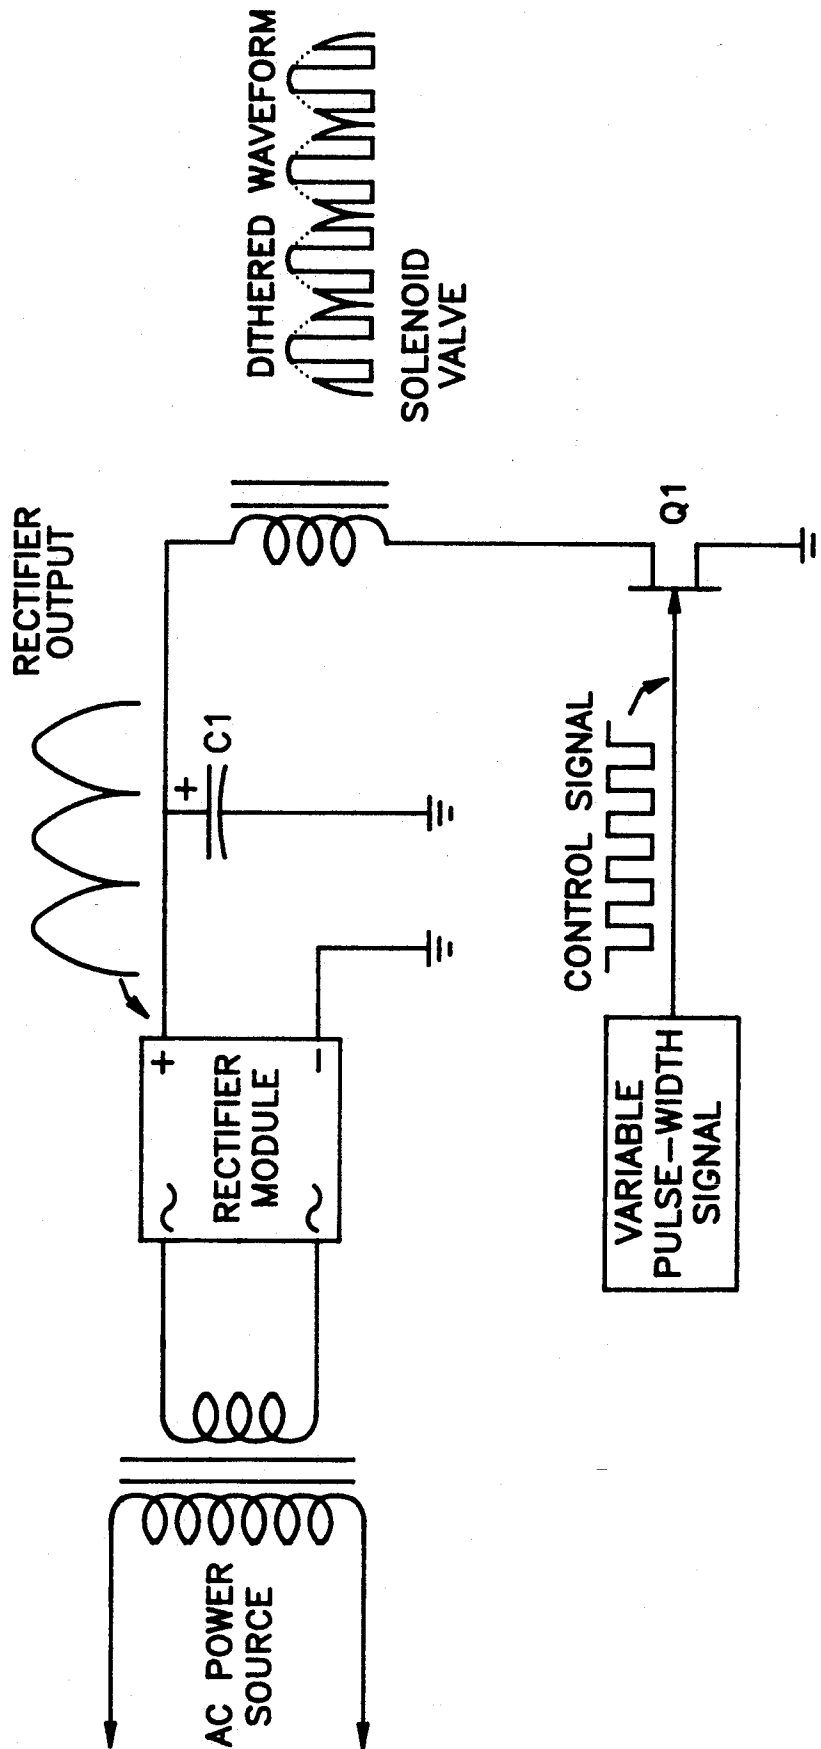 AC POWER
SOURCE
~
~
RECTIFIER
MODULE
+
−
RECTIFIER
OUTPUT
+
C1
DITHERED WAVEFORM
SOLENOID
VALVE
VARIABLE
PULSE-WIDTH
SIGNAL
CONTROL SIGNAL
Q1